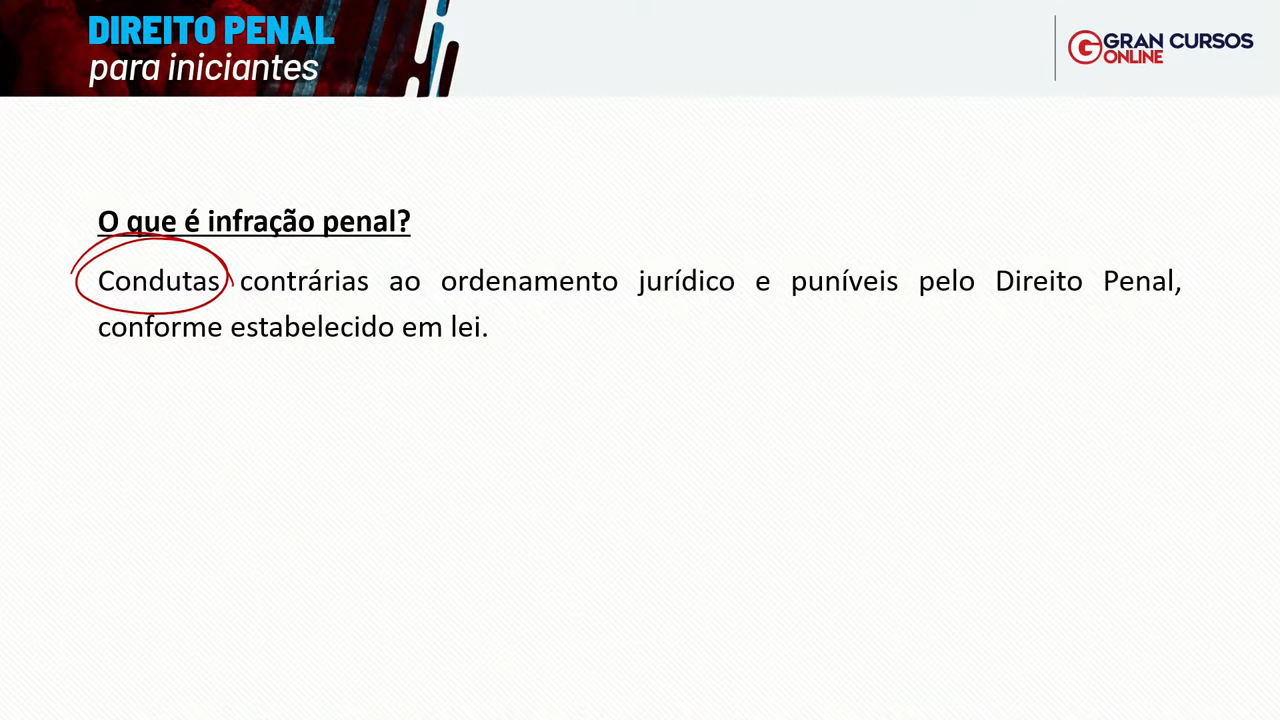 DIREITO PENAL
para iniciantes
GRAN CURSOS
ONLINE
O que é infração penal?
Condutas contrárias ao ordenamento jurídico e puníveis pelo Direito Penal,
conforme estabelecido em lei.